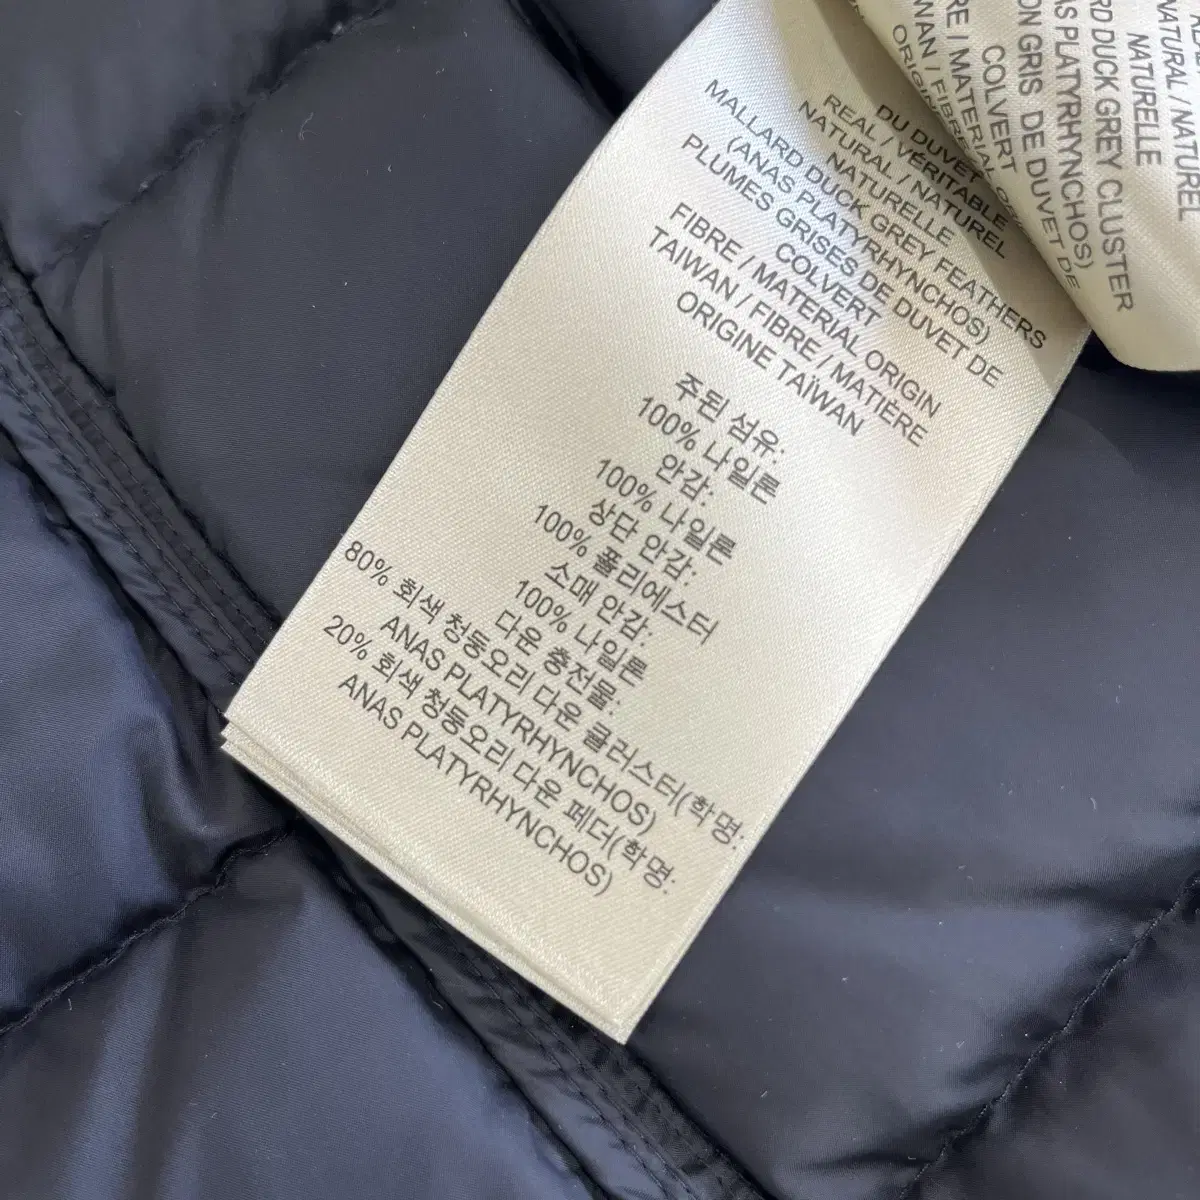 DU DUVET
REAL / VÉRITABLE
NATURAL / NATUREL
NATURELLE
MALLARD DUCK GREY FEATHERS
(ANAS PLATYRHYNCHOS)
PLUMES GRISES DE DUVET DE
COLVERT
FIBRE / MATERIAL ORIGIN
TAIWAN / FIBRE / MATIÈRE
ORIGINE TAÏWAN
주된 섬유:
100% 나일론
안감:
100% 나일론
상단 안감:
100% 폴리에스터
소매 안감:
100% 나일론
다운 충전물:
80% 회색 청둥오리 다운 클러스터(학명:
ANAS PLATYRHYNCHOS)
20% 회색 청둥오리 다운 페더(학명:
ANAS PLATYRHYNCHOS)
NATURAL / NATUREL
NATURELLE
DUCK GREY CLUSTER
PLATYRHYNCHOS)
GRIS DE DUVET DE
COLVERT
/ MATERIAL
/ FIBRE